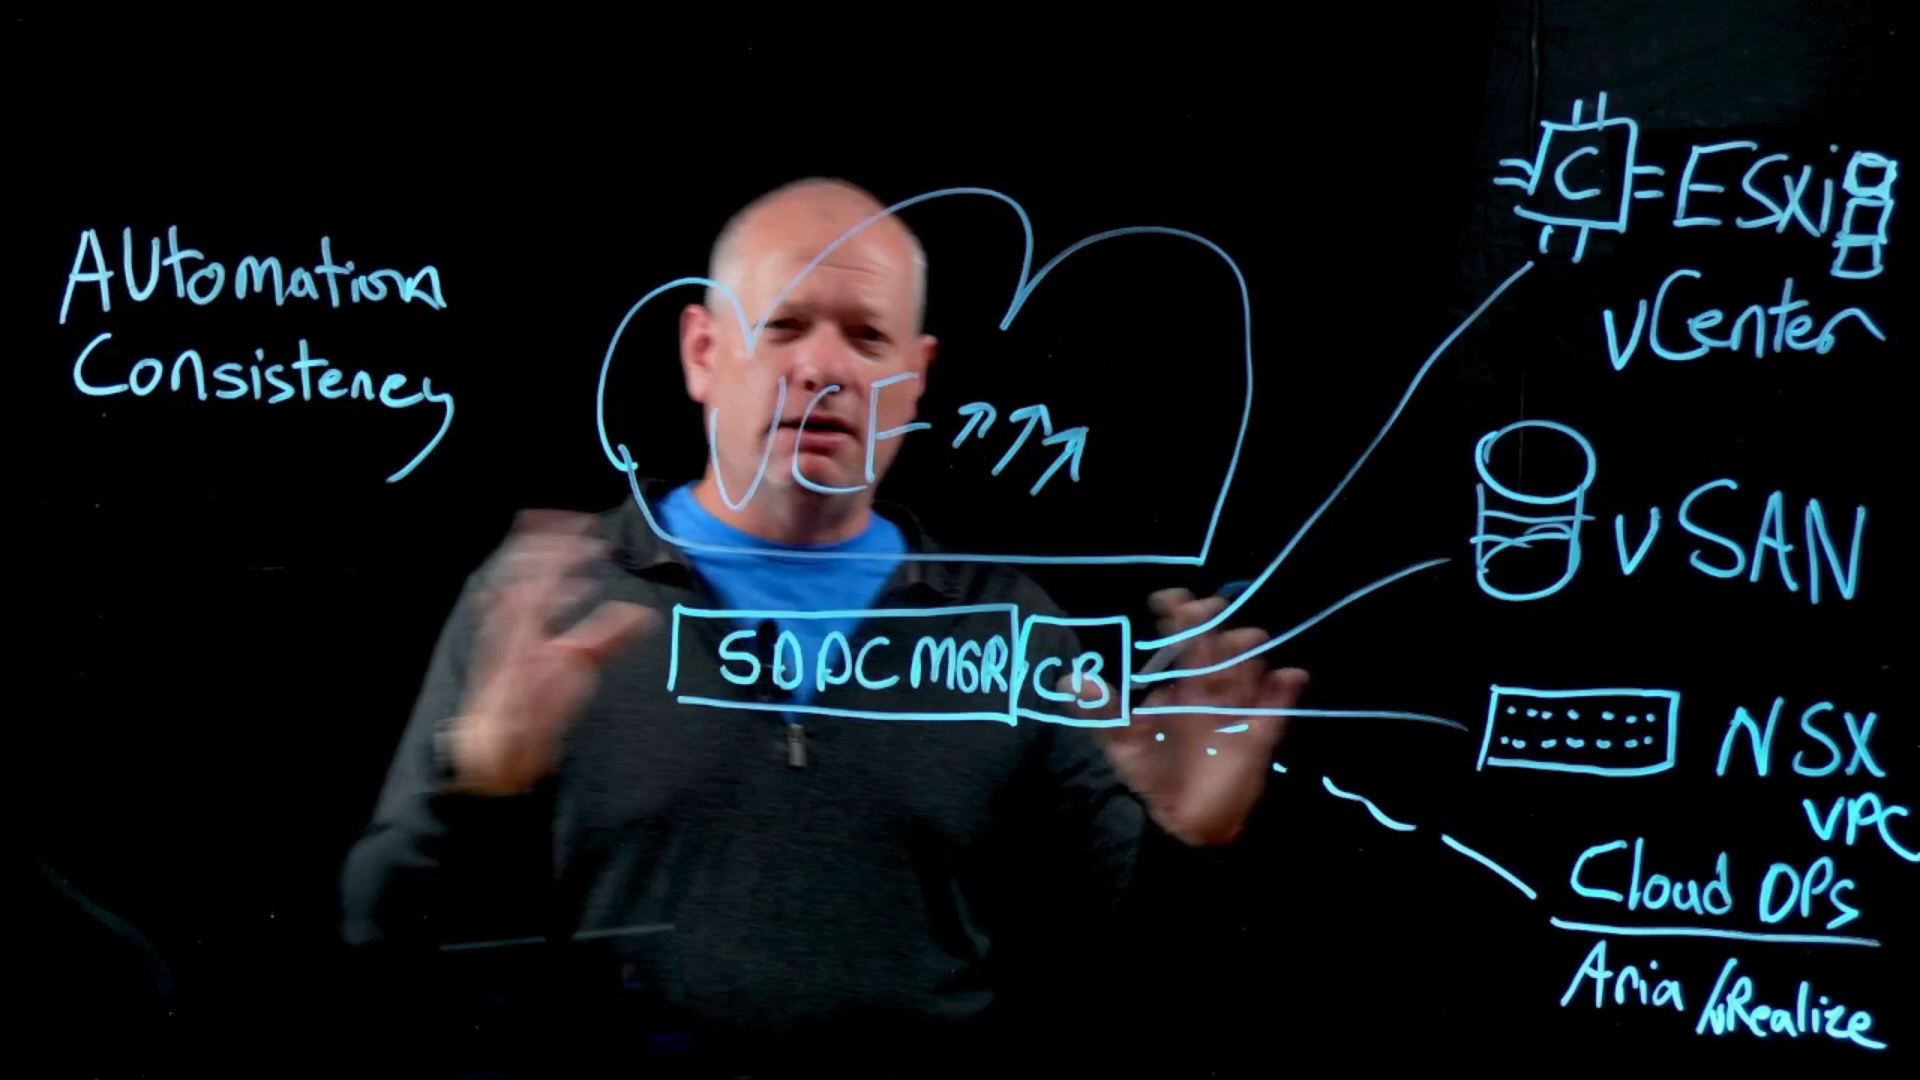 AUtomation
Consistency
VCF
SDDC MGR CB
C ESXi
vCenter
vSAN
NSX
VPC
Cloud OPs
Aria / vRealize